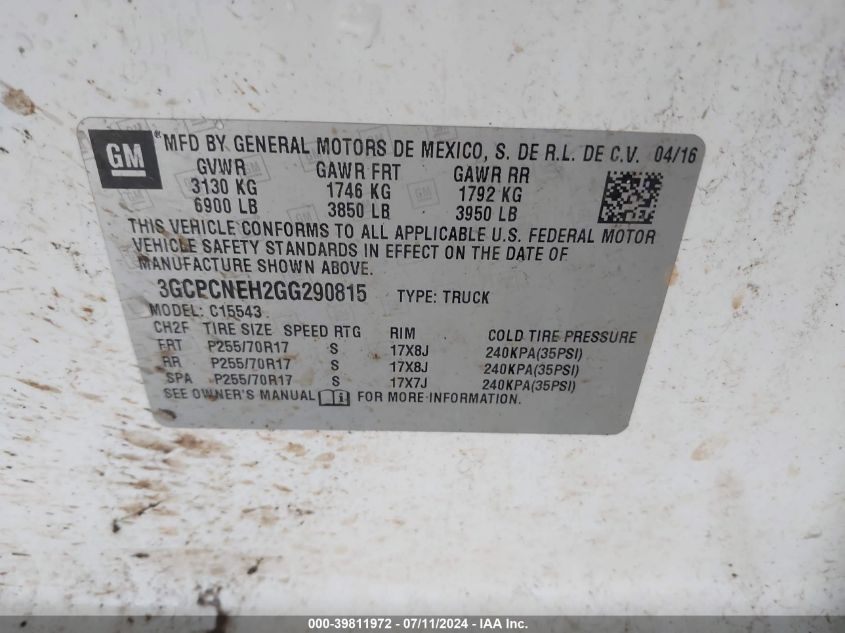 GM
® MFD BY GENERAL MOTORS DE MEXICO, S. DE R.L. DE C.V. 04/16
GVWR GAWR FRT GAWR RR
3130 KG 1746 KG 1792 KG
6900 LB 3850 LB 3950 LB
THIS VEHICLE CONFORMS TO ALL APPLICABLE U.S. FEDERAL MOTOR
VEHICLE SAFETY STANDARDS IN EFFECT ON THE DATE OF
MANUFACTURE SHOWN ABOVE.
3GCPCNEH2GG290815 TYPE: TRUCK
MODEL: C15543
CH2F TIRE SIZE SPEED RTG RIM COLD TIRE PRESSURE
FRT P255/70R17 S 17X8J 240KPA(35PSI)
RR P255/70R17 S 17X8J 240KPA(35PSI)
SPA P255/70R17 S 17X7J 240KPA(35PSI)
SEE OWNER'S MANUAL i FOR MORE INFORMATION.
000-39811972 - 07/11/2024 - IAA Inc.